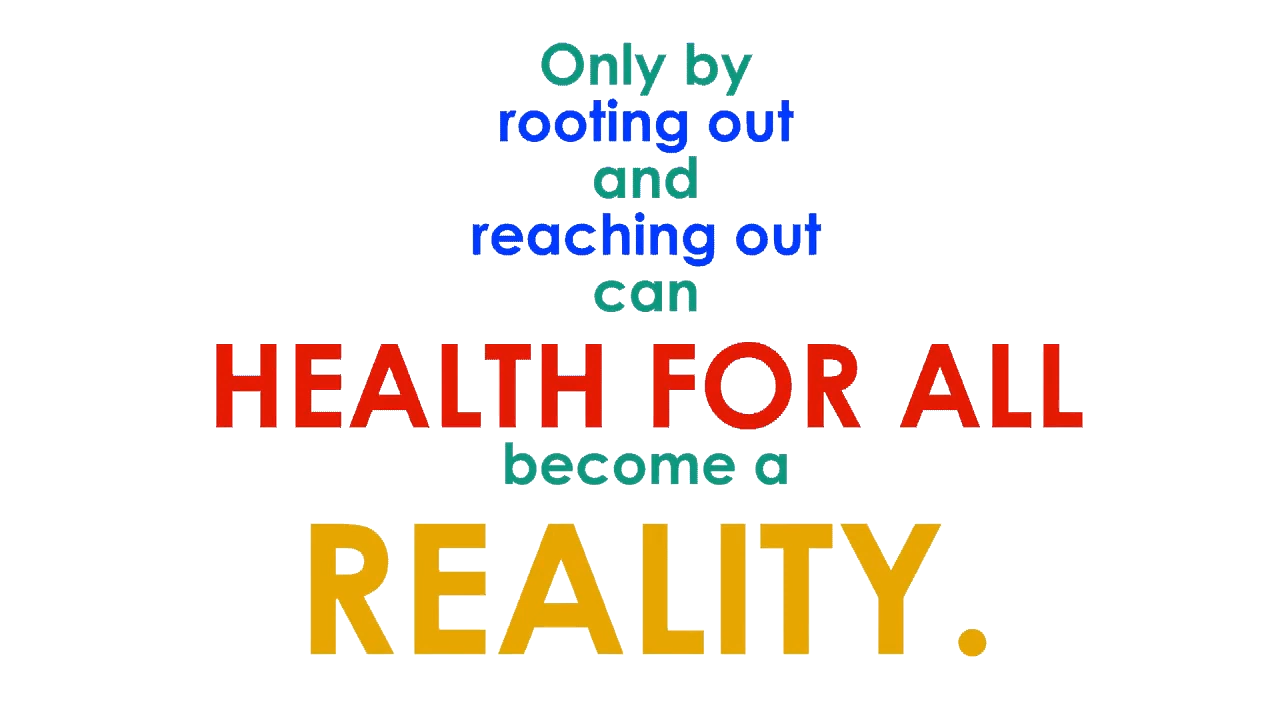 Only by
rooting out
and
reaching out
can
HEALTH FOR ALL
become a
REALITY.